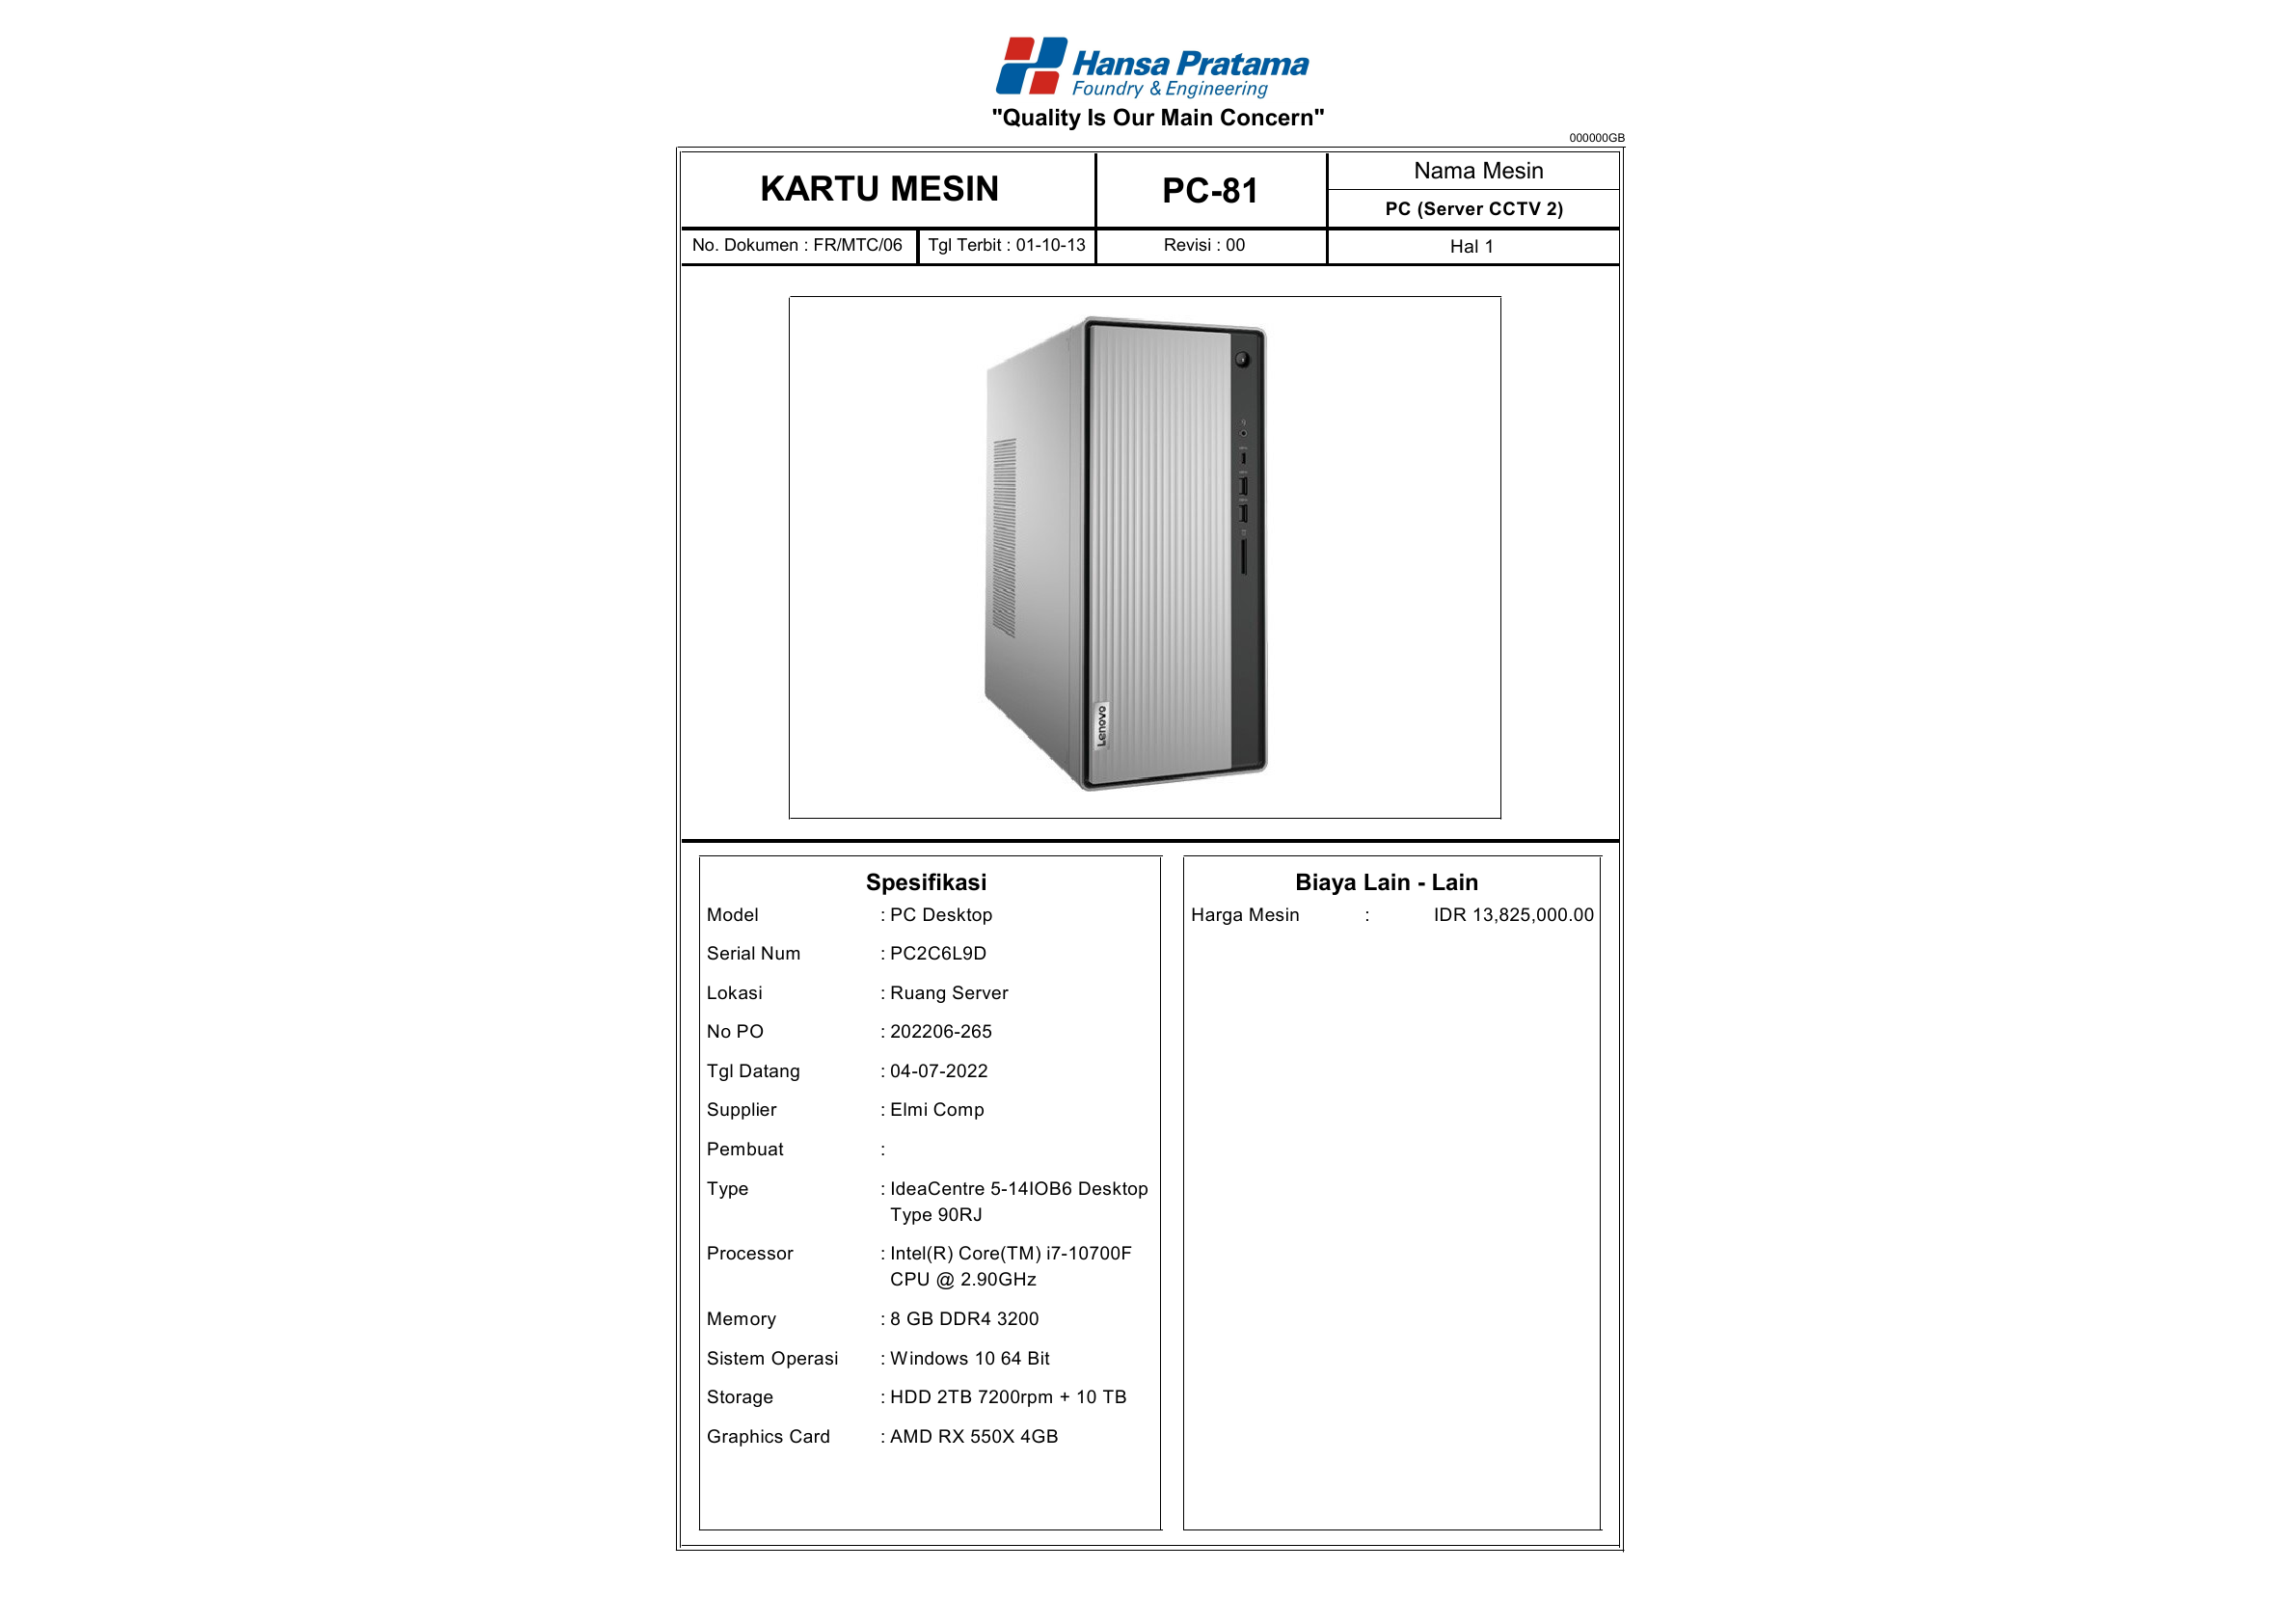 Hansa Pratama
Foundry & Engineering
"Quality Is Our Main Concern"
000000GB
KARTU MESIN
PC-81
Nama Mesin
PC (Server CCTV 2)
No. Dokumen : FR/MTC/06
Tgl Terbit : 01-10-13
Revisi : 00
Hal 1
Lenovo
Spesifikasi
Model : PC Desktop
Serial Num : PC2C6L9D
Lokasi : Ruang Server
No PO : 202206-265
Tgl Datang : 04-07-2022
Supplier : Elmi Comp
Pembuat :
Type : IdeaCentre 5-14IOB6 Desktop
Type 90RJ
Processor : Intel(R) Core(TM) i7-10700F
CPU @ 2.90GHz
Memory : 8 GB DDR4 3200
Sistem Operasi : Windows 10 64 Bit
Storage : HDD 2TB 7200rpm + 10 TB
Graphics Card : AMD RX 550X 4GB
Biaya Lain - Lain
Harga Mesin : IDR 13,825,000.00